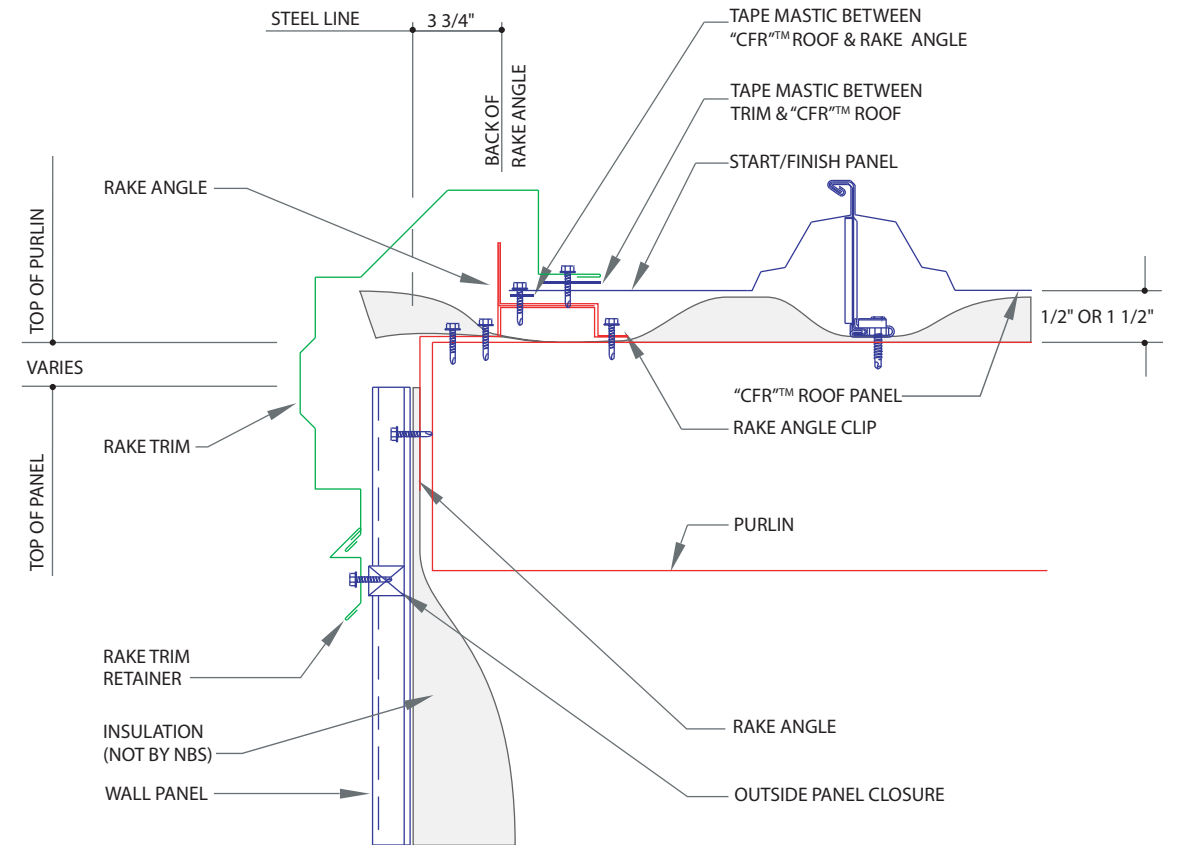 STEEL LINE
3 3/4"
BACK OF
RAKE ANGLE
TAPE MASTIC BETWEEN
“CFR”™ ROOF & RAKE ANGLE
TAPE MASTIC BETWEEN
TRIM & “CFR”™ ROOF
START/FINISH PANEL
RAKE ANGLE
TOP OF PURLIN
VARIES
TOP OF PANEL
1/2" OR 1 1/2"
“CFR”™ ROOF PANEL
RAKE ANGLE CLIP
RAKE TRIM
PURLIN
RAKE TRIM
RETAINER
INSULATION
(NOT BY NBS)
RAKE ANGLE
WALL PANEL
OUTSIDE PANEL CLOSURE